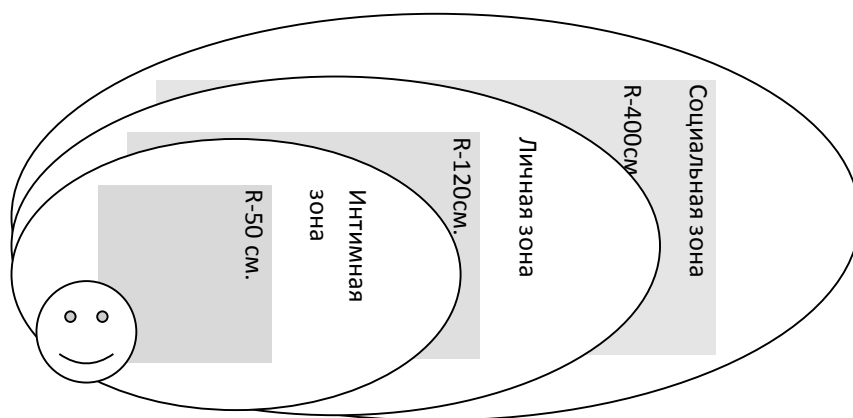 Социальная зона
R-400см.
Личная зона
R-120см.
Интимная
зона
R-50 см.